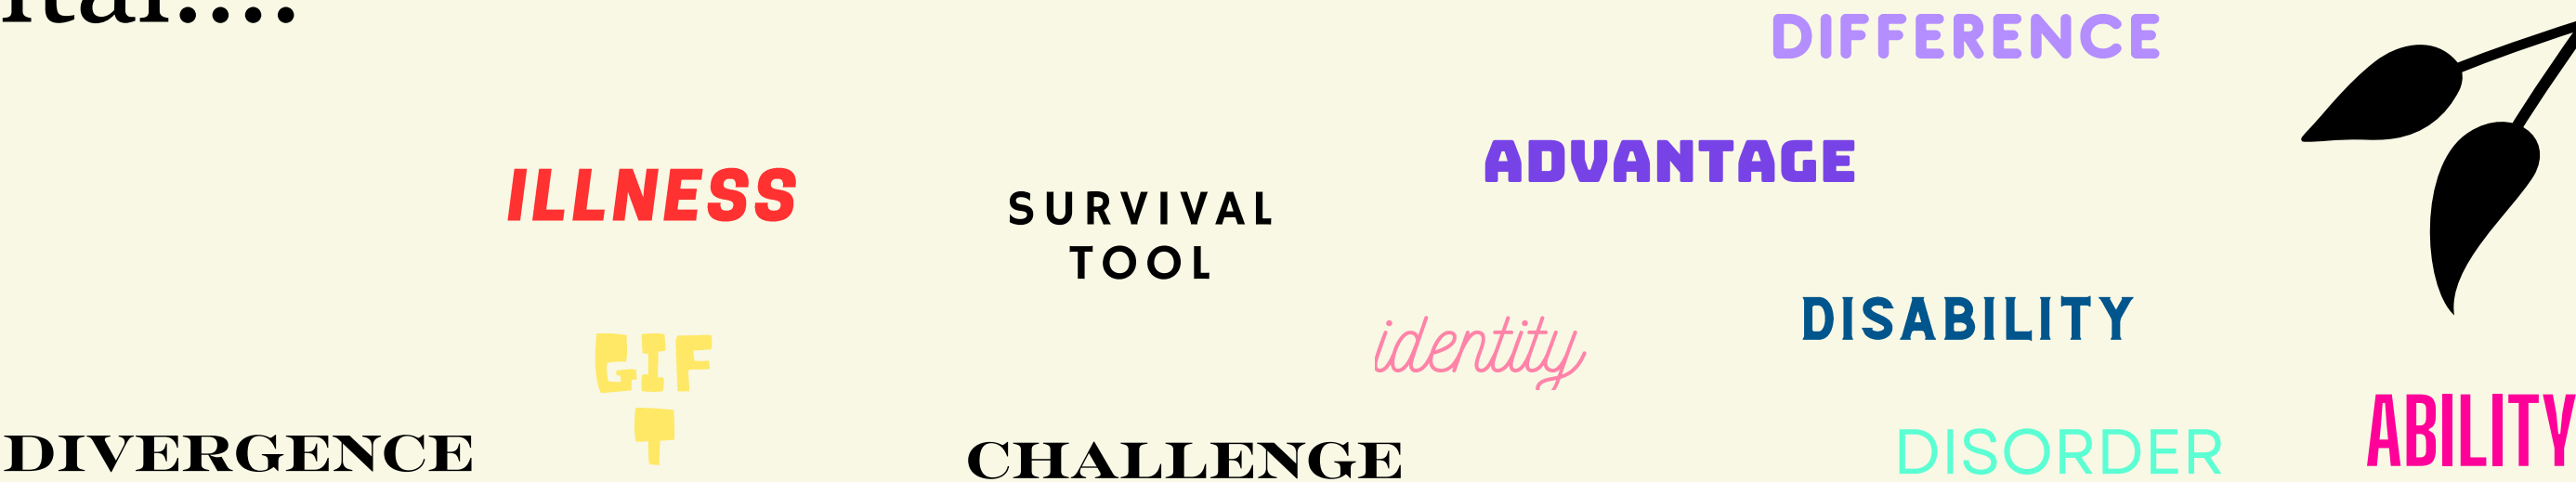 DIFFERENCE
ADVANTAGE
ILLNESS
SURVIVAL
TOOL
identity
DISABILITY
GIF
T
DIVERGENCE
CHALLENGE
DISORDER
ABILITY